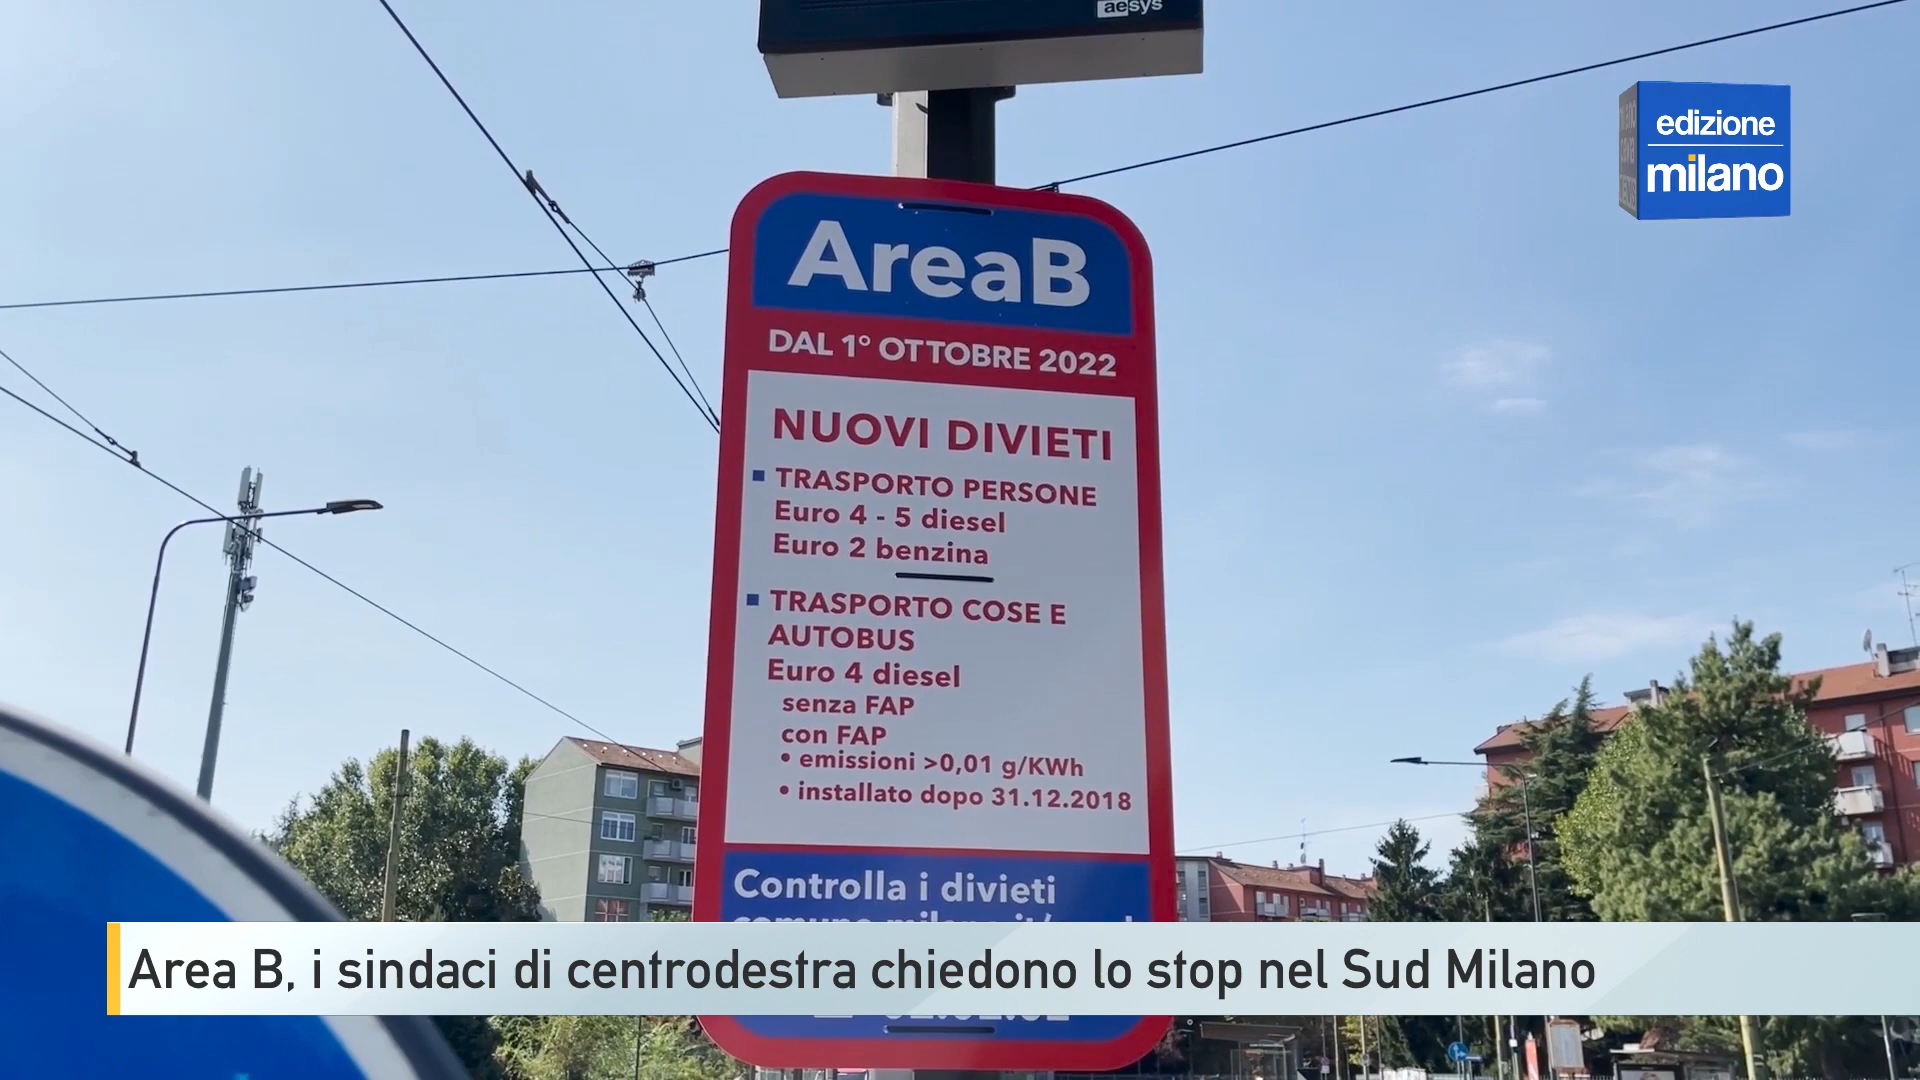 aesys
edizione
milano
AreaB
DAL 1° OTTOBRE 2022
NUOVI DIVIETI
TRASPORTO PERSONE
Euro 4 - 5 diesel
Euro 2 benzina
TRASPORTO COSE E
AUTOBUS
Euro 4 diesel
senza FAP
con FAP
• emissioni >0,01 g/KWh
• installato dopo 31.12.2018
Controlla i divieti
Area B, i sindaci di centrodestra chiedono lo stop nel Sud Milano